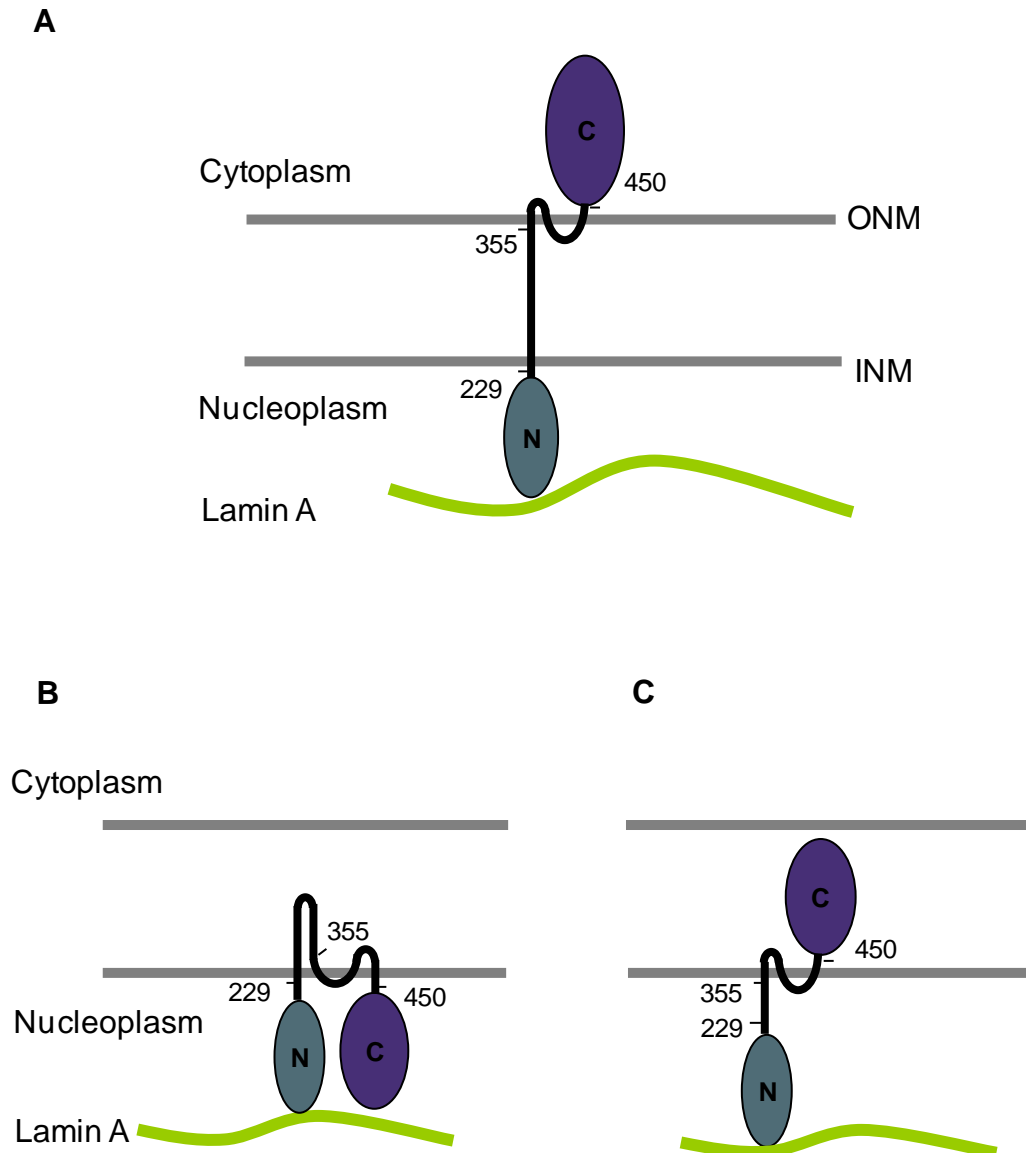 A
C
Cytoplasm
450
ONM
355
INM
229
Nucleoplasm
N
Lamin A
B
C
Cytoplasm
355
229
450
Nucleoplasm
N
C
Lamin A
C
450
355
229
N